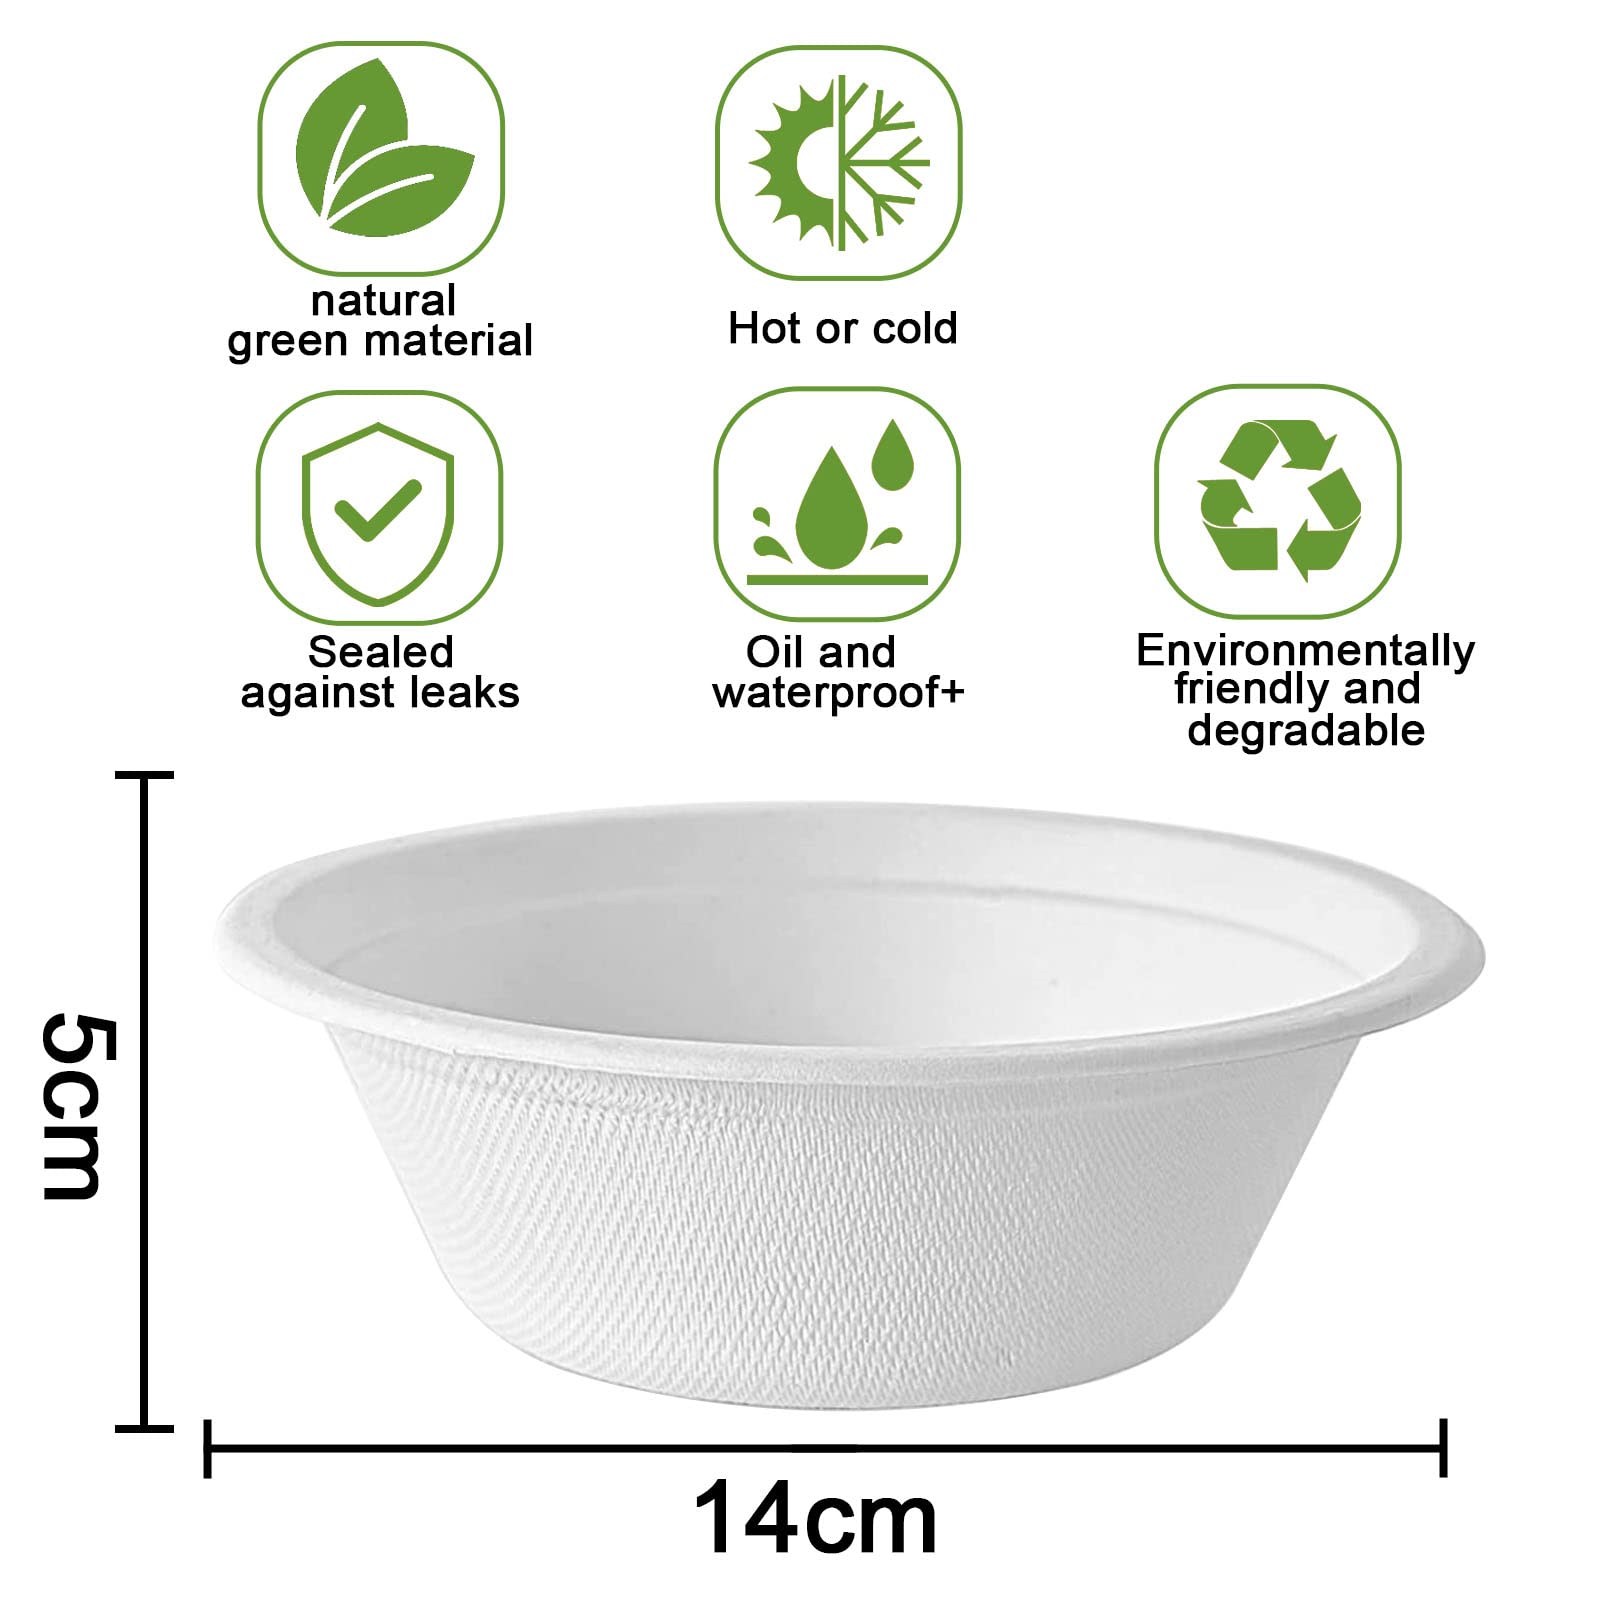 natural
green material
Hot or cold
Sealed
against leaks
Oil and
waterproof+
Environmentally
friendly and
degradable
5cm
14cm